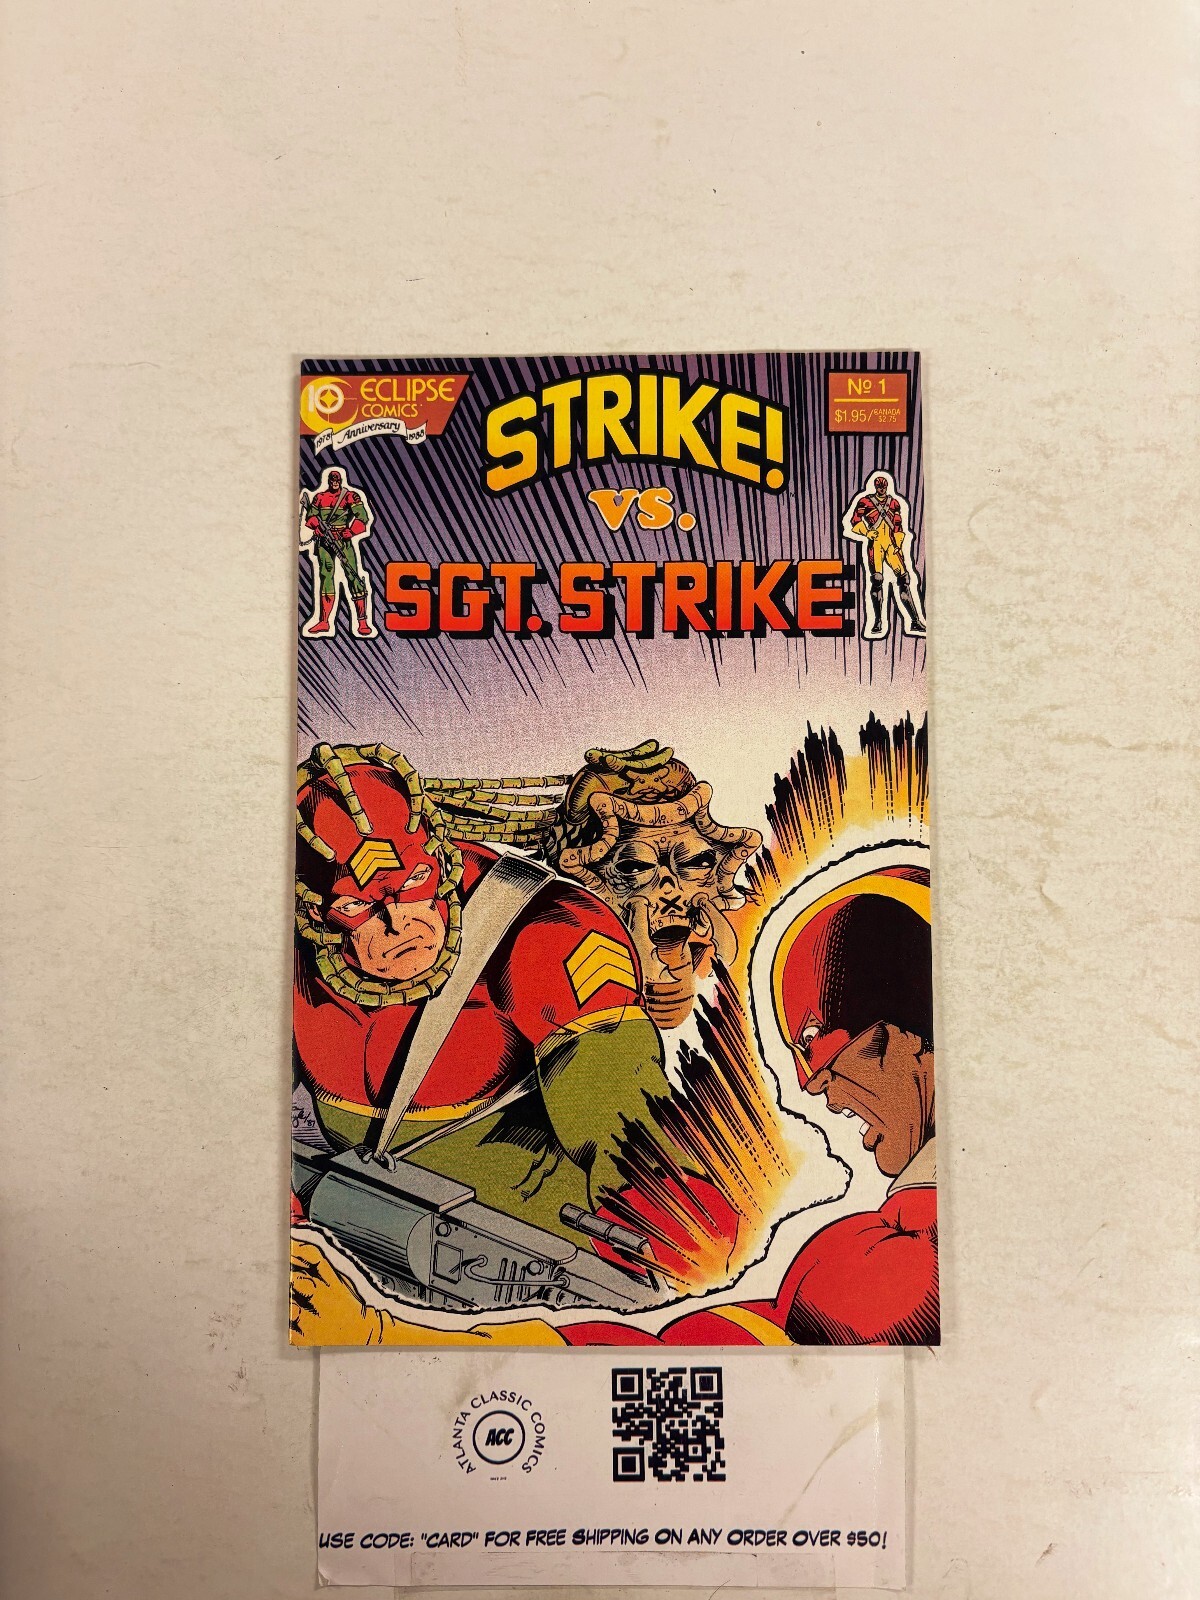 10 ECLIPSE
COMICS
1978 Anniversary 1988
STRIKE!
vs.
SGT. STRIKE
Nº 1
$1.95/CANADA
$2.75
ATLANTA CLASSIC COMICS
ACC
USE CODE: "CARD" FOR FREE SHIPPING ON ANY ORDER OVER $50!